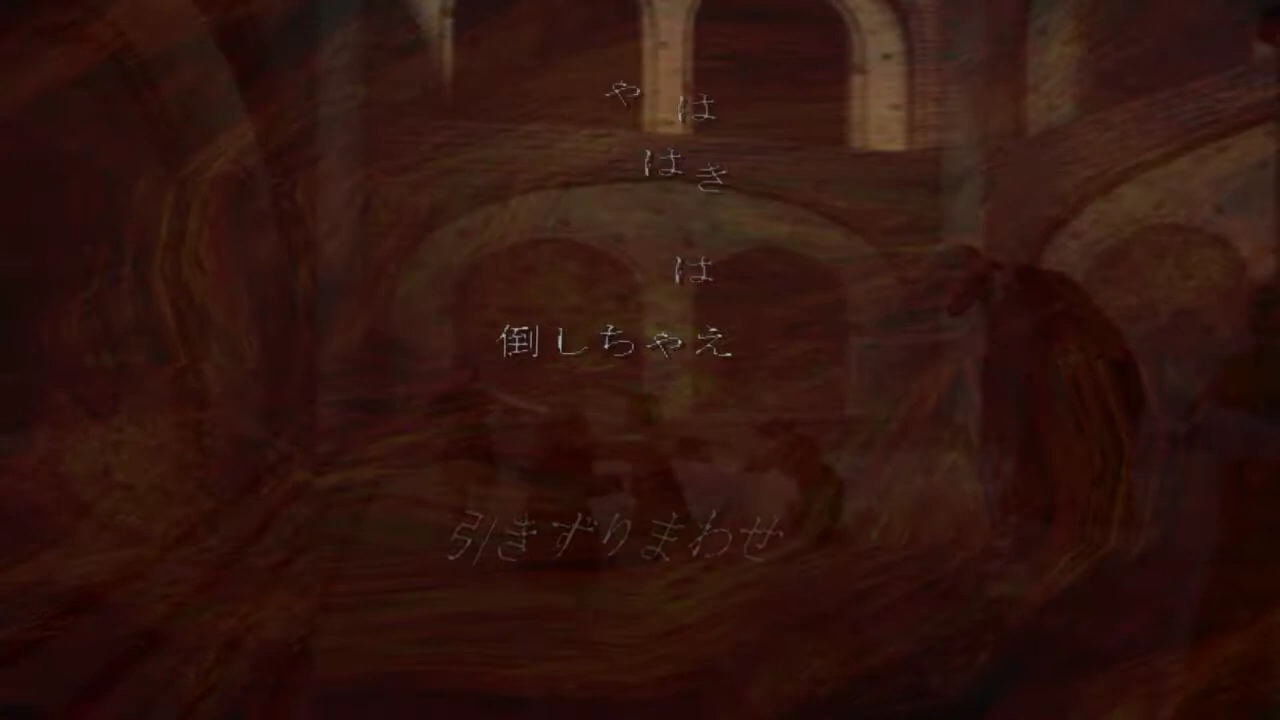 や は
は き
は
倒しちゃえ
引きずりまわせ